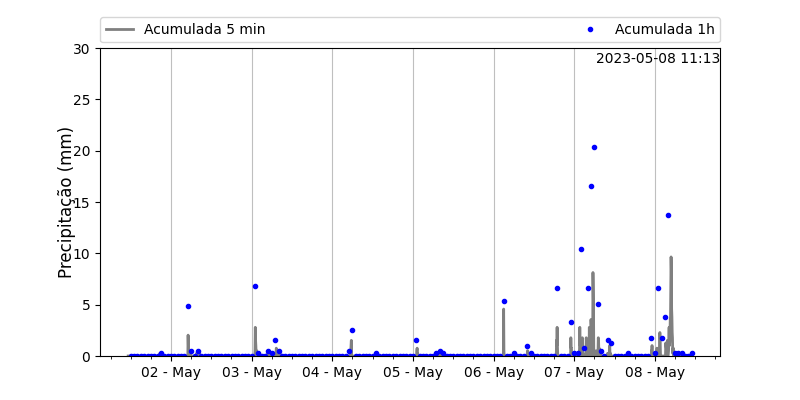 Acumulada 5 min
Acumulada 1h
2023-05-08 11:13
Precipitação (mm)
30
25
20
15
10
5
0
02 - May 03 - May 04 - May 05 - May 06 - May 07 - May 08 - May